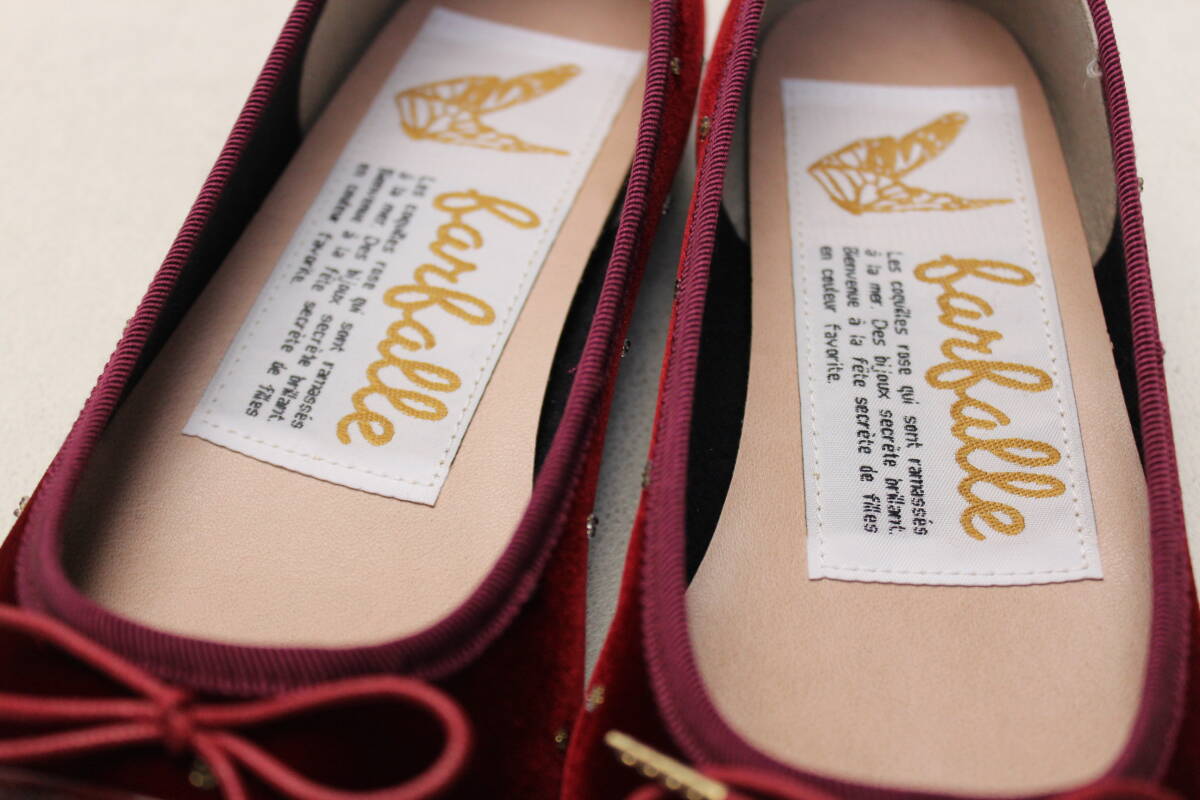 farfalle
Les coquilles rose qui sont ramassés
à la mer. Des bijoux secrète brillant.
Bienvenue à la fête secrète de filles
en couleur favorite.
farfalle
Les coquilles rose qui sont ramassés
à la mer. Des bijoux secrète brillant.
Bienvenue à la fête secrète de filles
en couleur favorite.